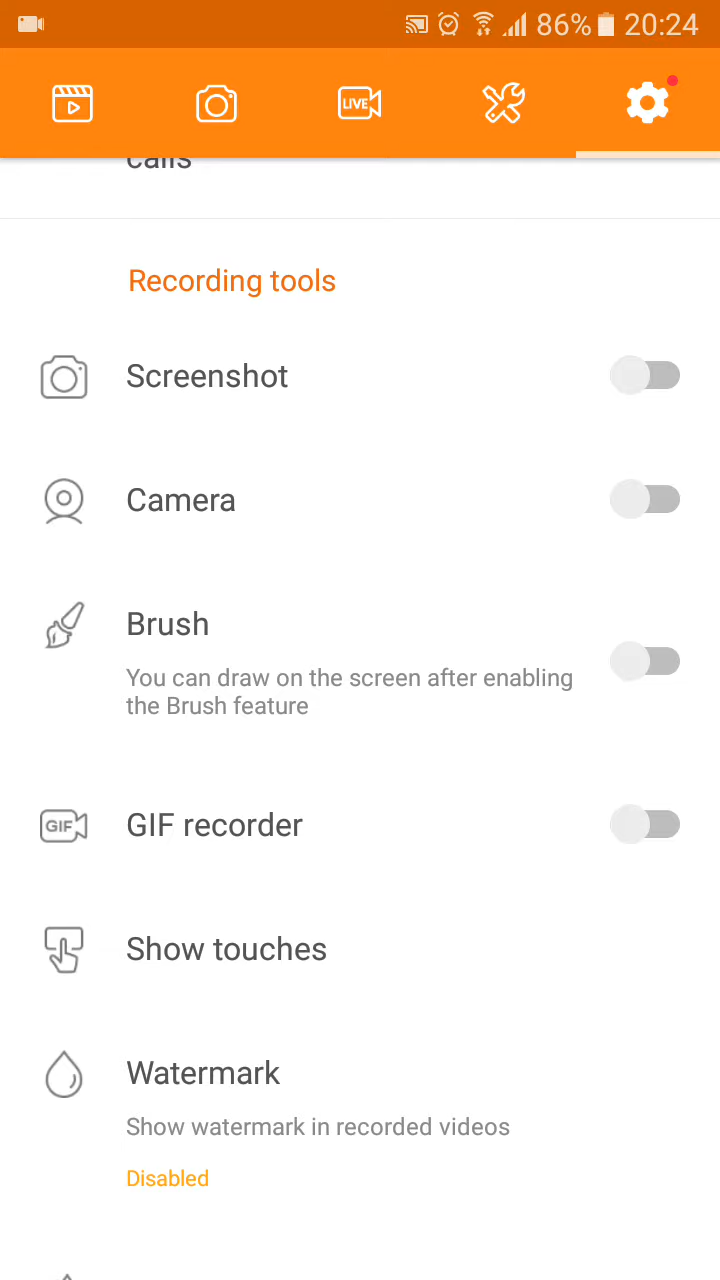 86% 20:24
LIVE
calls
Recording tools
Screenshot
Camera
Brush
You can draw on the screen after enabling
the Brush feature
GIF
GIF recorder
Show touches
Watermark
Show watermark in recorded videos
Disabled